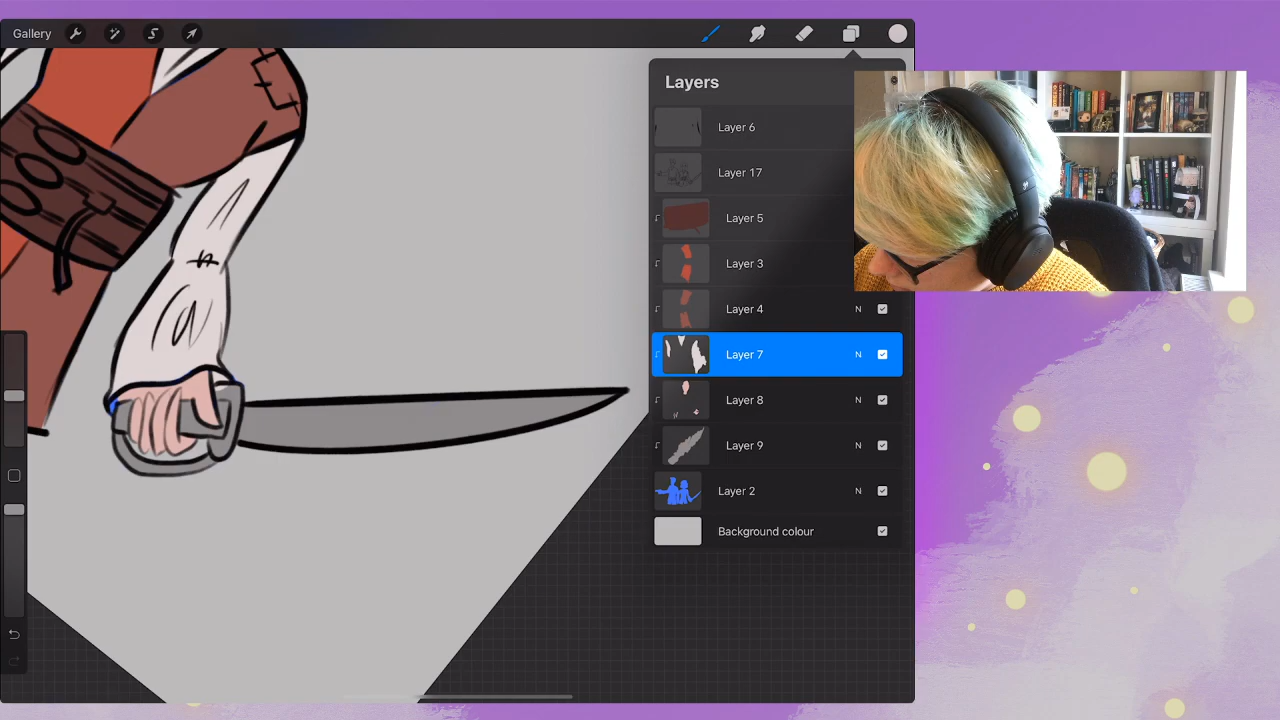 Gallery
Layers
Layer 6
Layer 17
Layer 5
Layer 3
Layer 4 N
Layer 7 N
Layer 8 N
Layer 9 N
Layer 2 N
Background colour